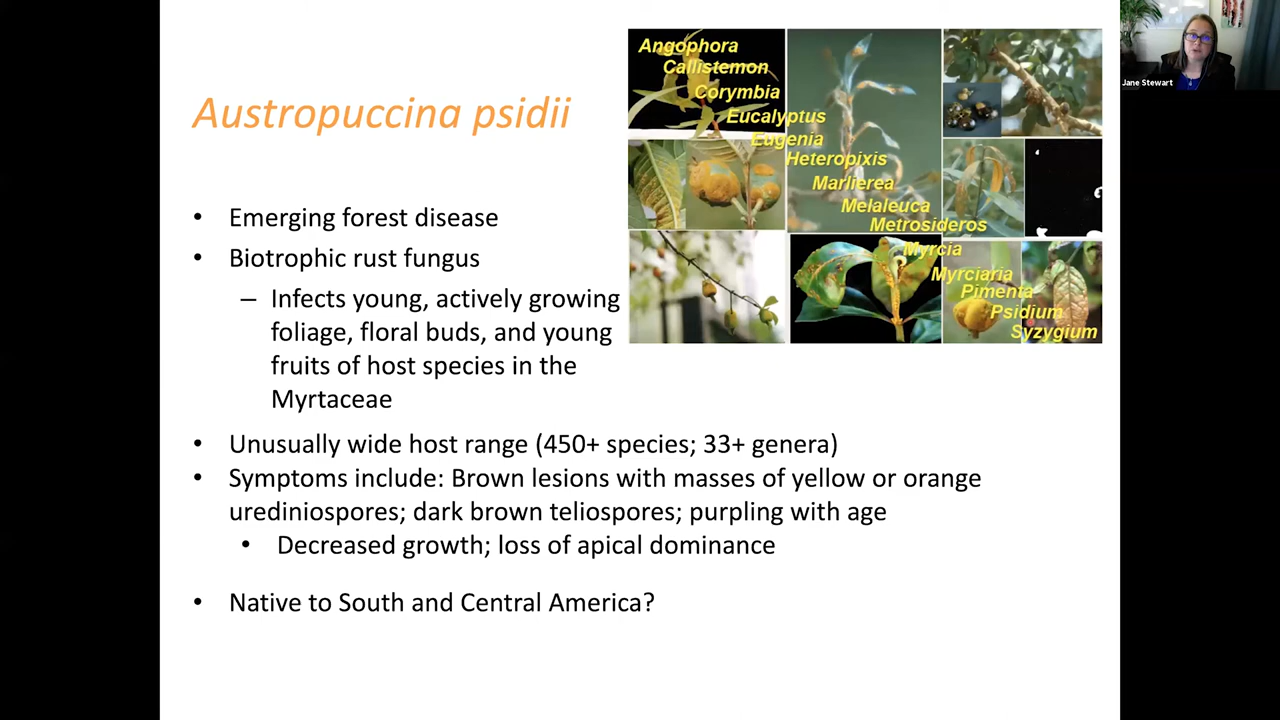 Austropuccina psidii
Angophora
Callistemon
Corymbia
Eucalyptus
Eugenia
Heteropixis
Marlierea
Melaleuca
Metrosideros
Myrcia
Myrciaria
Pimenta
Psidium
Syzygium
Jane Stewart
• Emerging forest disease
• Biotrophic rust fungus
– Infects young, actively growing
foliage, floral buds, and young
fruits of host species in the
Myrtaceae
• Unusually wide host range (450+ species; 33+ genera)
• Symptoms include: Brown lesions with masses of yellow or orange
urediniospores; dark brown teliospores; purpling with age
• Decreased growth; loss of apical dominance
• Native to South and Central America?